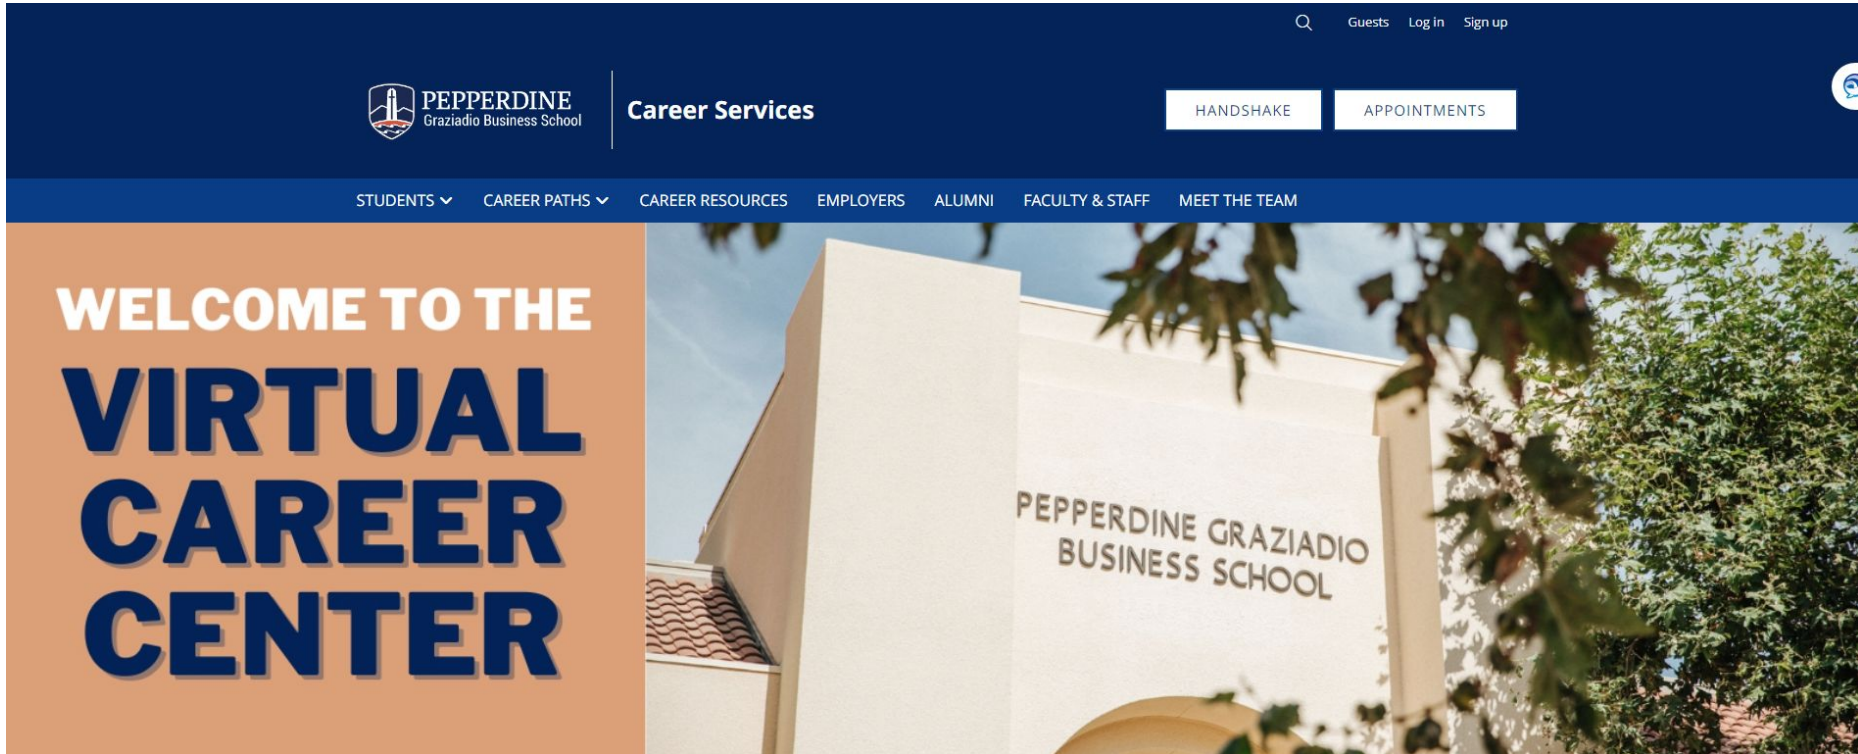 Guests Log in Sign up
PEPPERDINE
Graziadio Business School
Career Services
HANDSHAKE APPOINTMENTS
STUDENTS CAREER PATHS CAREER RESOURCES EMPLOYERS ALUMNI FACULTY & STAFF MEET THE TEAM
WELCOME TO THE
VIRTUAL
CAREER
CENTER
PEPPERDINE GRAZIADIO
BUSINESS SCHOOL